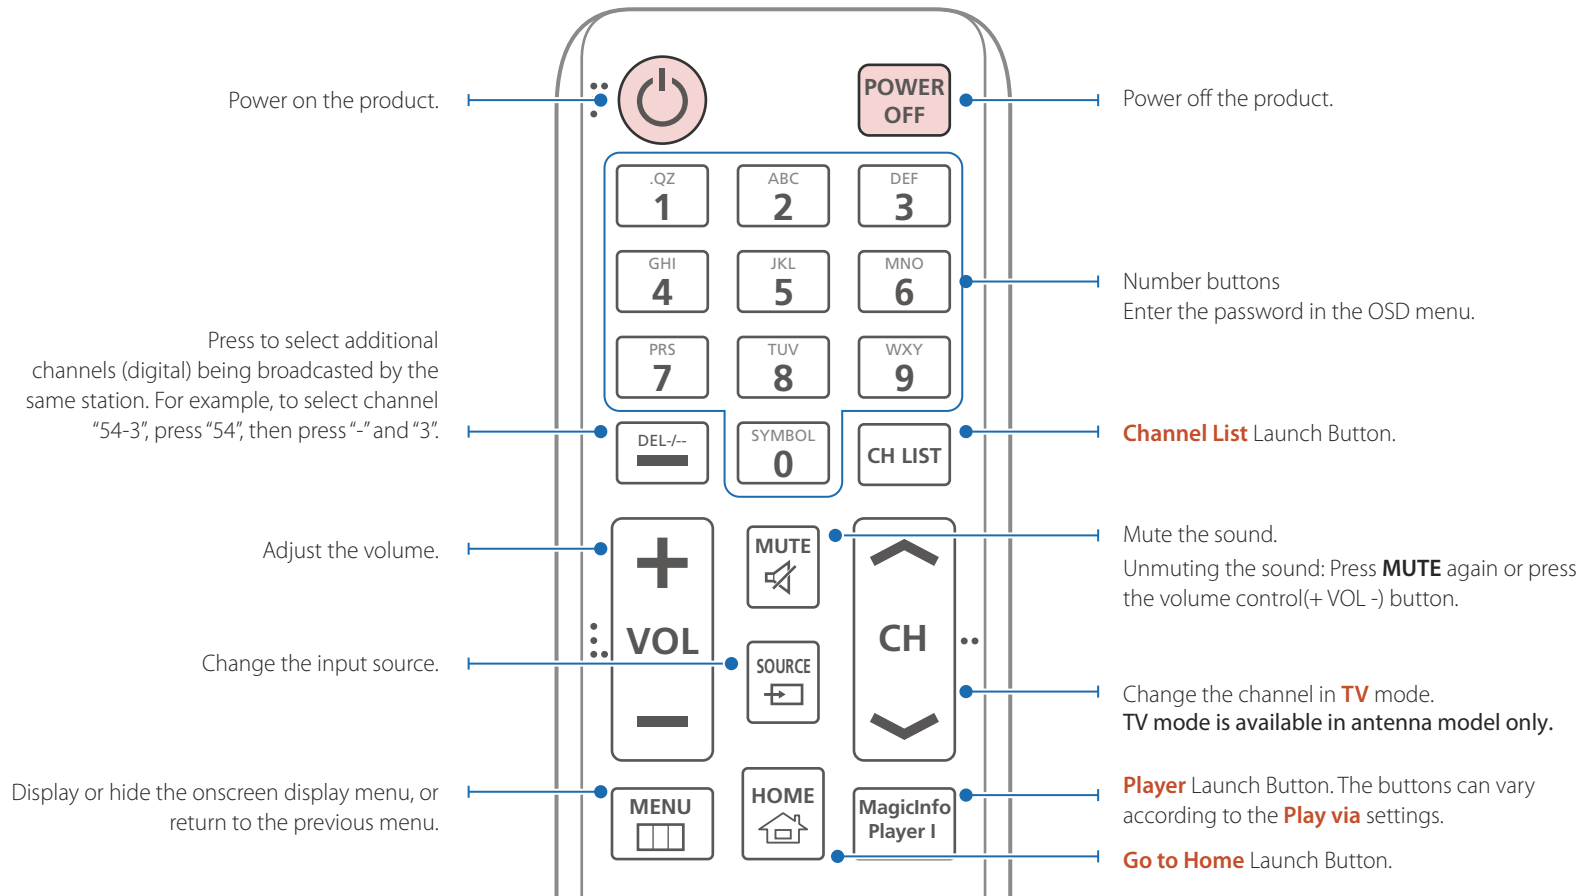 Power on the product.
POWER
OFF
Power off the product.
.QZ
1
ABC
2
DEF
3
GHI
4
JKL
5
MNO
6
Number buttons
Enter the password in the OSD menu.
Press to select additional
channels (digital) being broadcasted by the
same station. For example, to select channel
“54-3”, press “54”, then press “-” and “3”.
PRS
7
TUV
8
WXY
9
DEL-/--
SYMBOL
0
CH LIST
Channel List Launch Button.
Adjust the volume.
VOL
MUTE
CH
Mute the sound.
Unmuting the sound: Press MUTE again or press
the volume control(+ VOL -) button.
Change the input source.
SOURCE
Change the channel in TV mode.
TV mode is available in antenna model only.
Display or hide the onscreen display menu, or
return to the previous menu.
MENU
HOME
MagicInfo
Player I
Player Launch Button. The buttons can vary
according to the Play via settings.
Go to Home Launch Button.